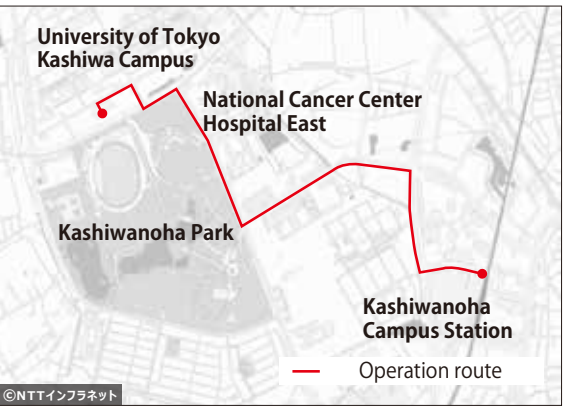 University of Tokyo
Kashiwa Campus
National Cancer Center
Hospital East
Kashiwanoha Park
Kashiwanoha
Campus Station
Operation route
©NTTインフラネット